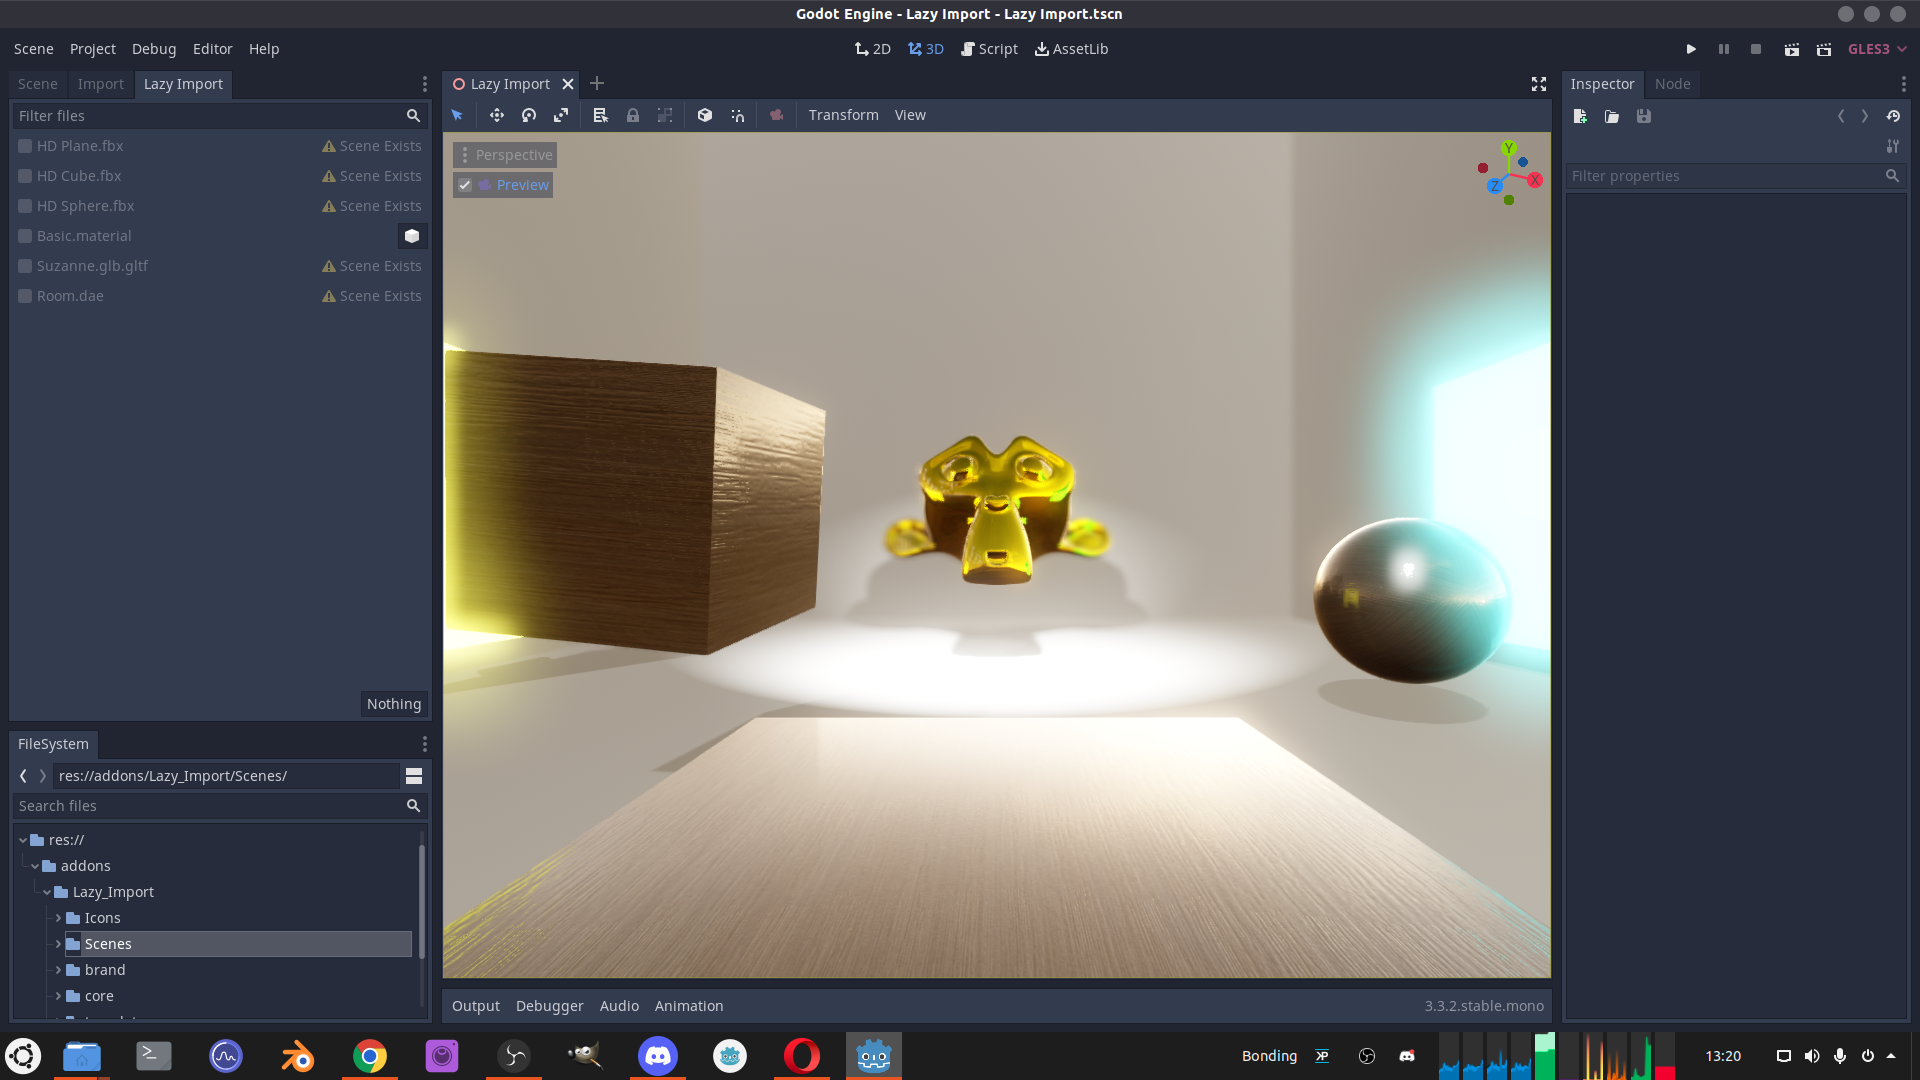 Godot Engine - Lazy Import - Lazy Import.tscn
Scene Project Debug Editor Help 2D 3D Script AssetLib GLES3
Scene Import Lazy Import
Lazy Import
Inspector Node
Filter files
Transform View
HD Plane.fbx Scene Exists
Perspective
Y
X
Z
HD Cube.fbx Scene Exists
Preview
Filter properties
HD Sphere.fbx Scene Exists
Basic.material
Suzanne.glb.gltf Scene Exists
Room.dae Scene Exists
Nothing
FileSystem
res://addons/Lazy_Import/Scenes/
Search files
res://
addons
Lazy_Import
Icons
Scenes
brand
core
Output Debugger Audio Animation 3.3.2.stable.mono
Bonding XP 13:20